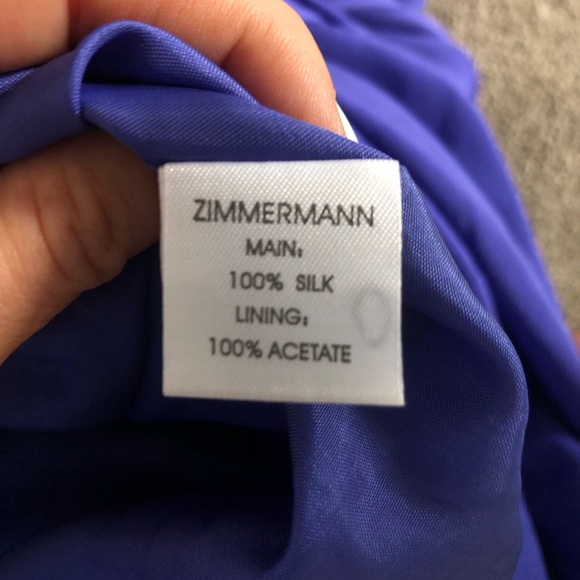 ZIMMERMANN
MAIN:
100% SILK
LINING:
100% ACETATE